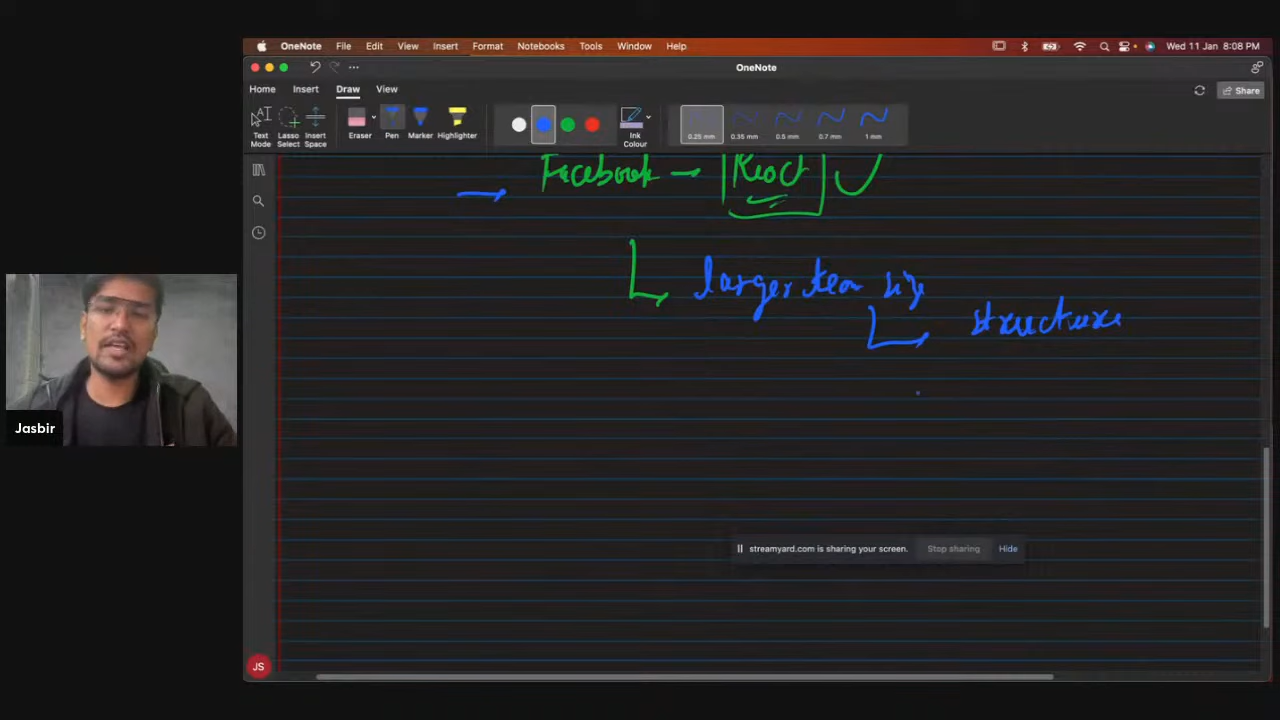 OneNote File Edit View Insert Format Notebooks Tools Window Help Wed 11 Jan 8:08 PM
OneNote
Home Insert Draw View Share
Text Mode Lasso Select Insert Space Eraser Pen Marker Highlighter Ink Colour 0.25 mm 0.35 mm 0.5 mm 0.7 mm 1 mm
Facebook → React
larger team size
structure
Jasbir
streamyard.com is sharing your screen. Stop sharing Hide
JS